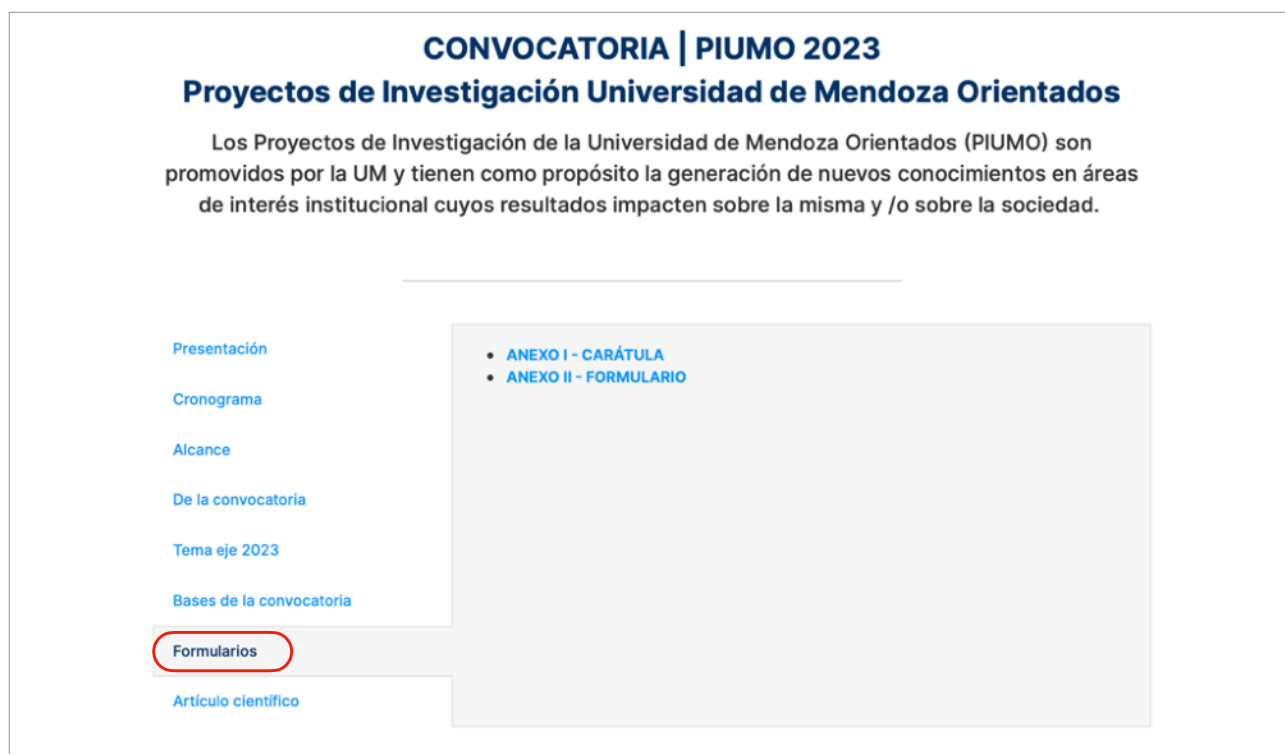 CONVOCATORIA | PIUMO 2023
Proyectos de Investigación Universidad de Mendoza Orientados
Los Proyectos de Investigación de la Universidad de Mendoza Orientados (PIUMO) son
promovidos por la UM y tienen como propósito la generación de nuevos conocimientos en áreas
de interés institucional cuyos resultados impacten sobre la misma y /o sobre la sociedad.
Presentación
Cronograma
Alcance
De la convocatoria
Tema eje 2023
Bases de la convocatoria
Formularios
Artículo científico
• ANEXO I - CARÁTULA
• ANEXO II - FORMULARIO